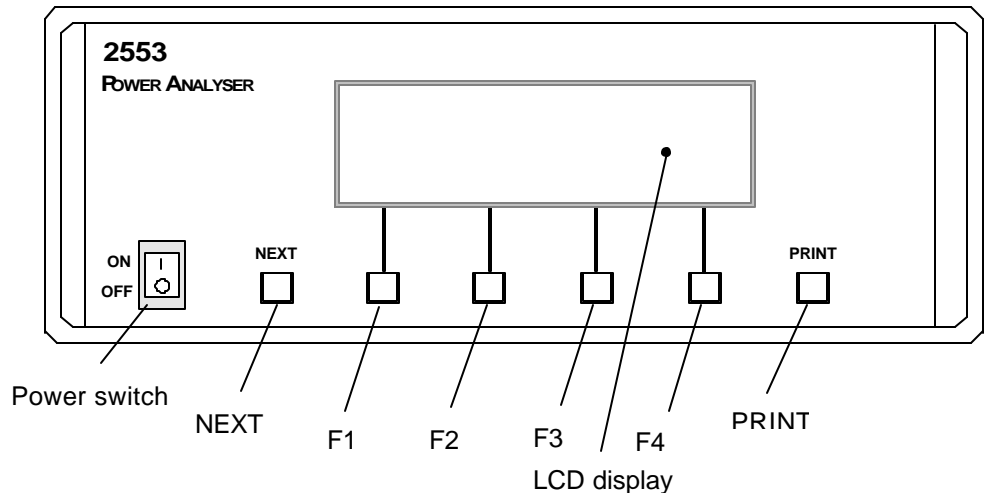 2553
POWER ANALYSER
ON
OFF
I
O
NEXT
PRINT
Power switch
NEXT
F1
F2
F3
F4
PRINT
LCD display